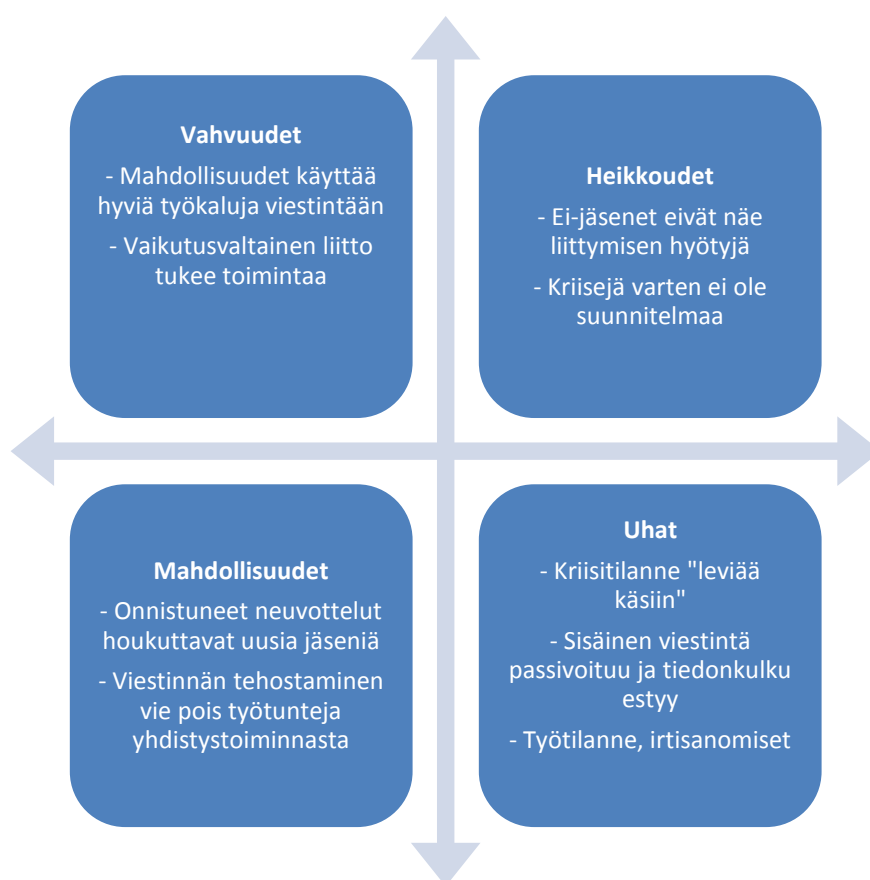 Vahvuudet
- Mahdollisuudet käyttää
hyviä työkaluja viestintään
- Vaikutusvaltainen liitto
tukee toimintaa
Heikkoudet
- Ei-jäsenet eivät näe
liittymisen hyötyjä
- Kriisejä varten ei ole
suunnitelmaa
Mahdollisuudet
- Onnistuneet neuvottelut
houkuttavat uusia jäseniä
- Viestinnän tehostaminen
vie pois työtunteja
yhdistystoiminnasta
Uhat
- Kriisitilanne "leviää
käsiin"
- Sisäinen viestintä
passivoituu ja tiedonkulku
estyy
- Työtilanne, irtisanomiset